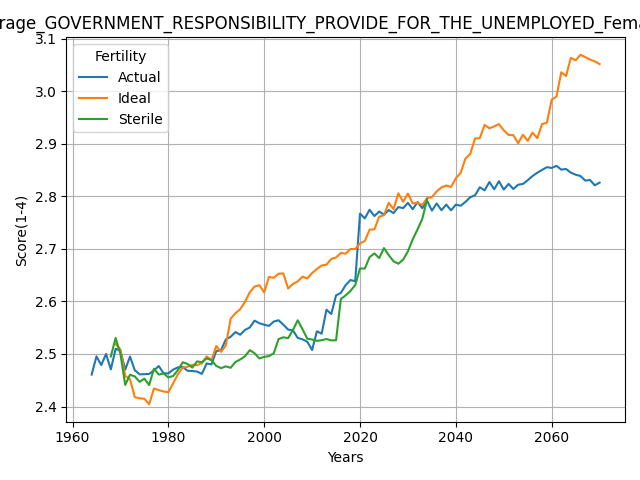 rage_GOVERNMENT_RESPONSIBILITY_PROVIDE_FOR_THE_UNEMPLOYED_Fema
Fertility
Actual
Ideal
Sterile
Score(1-4)
3.1
3.0
2.9
2.8
2.7
2.6
2.5
2.4
1960 1980 2000 2020 2040 2060
Years